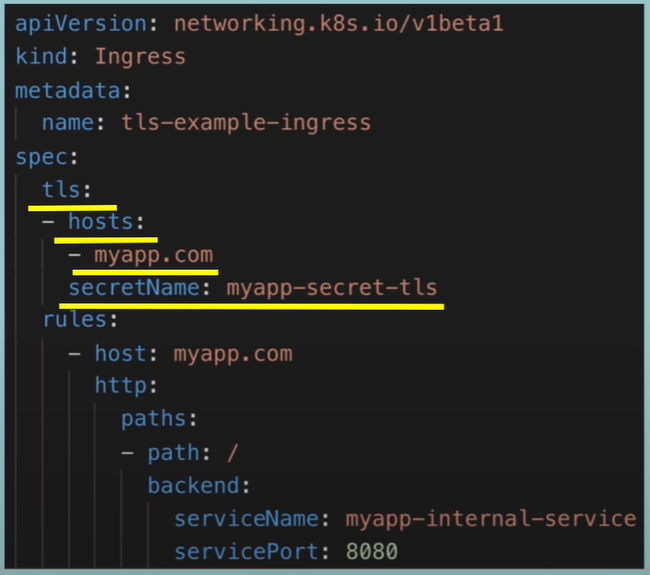 apiVersion: networking.k8s.io/v1beta1
kind: Ingress
metadata:
  name: tls-example-ingress
spec:
  tls:
  - hosts:
    - myapp.com
    secretName: myapp-secret-tls
  rules:
    - host: myapp.com
      http:
        paths:
        - path: /
          backend:
            serviceName: myapp-internal-service
            servicePort: 8080